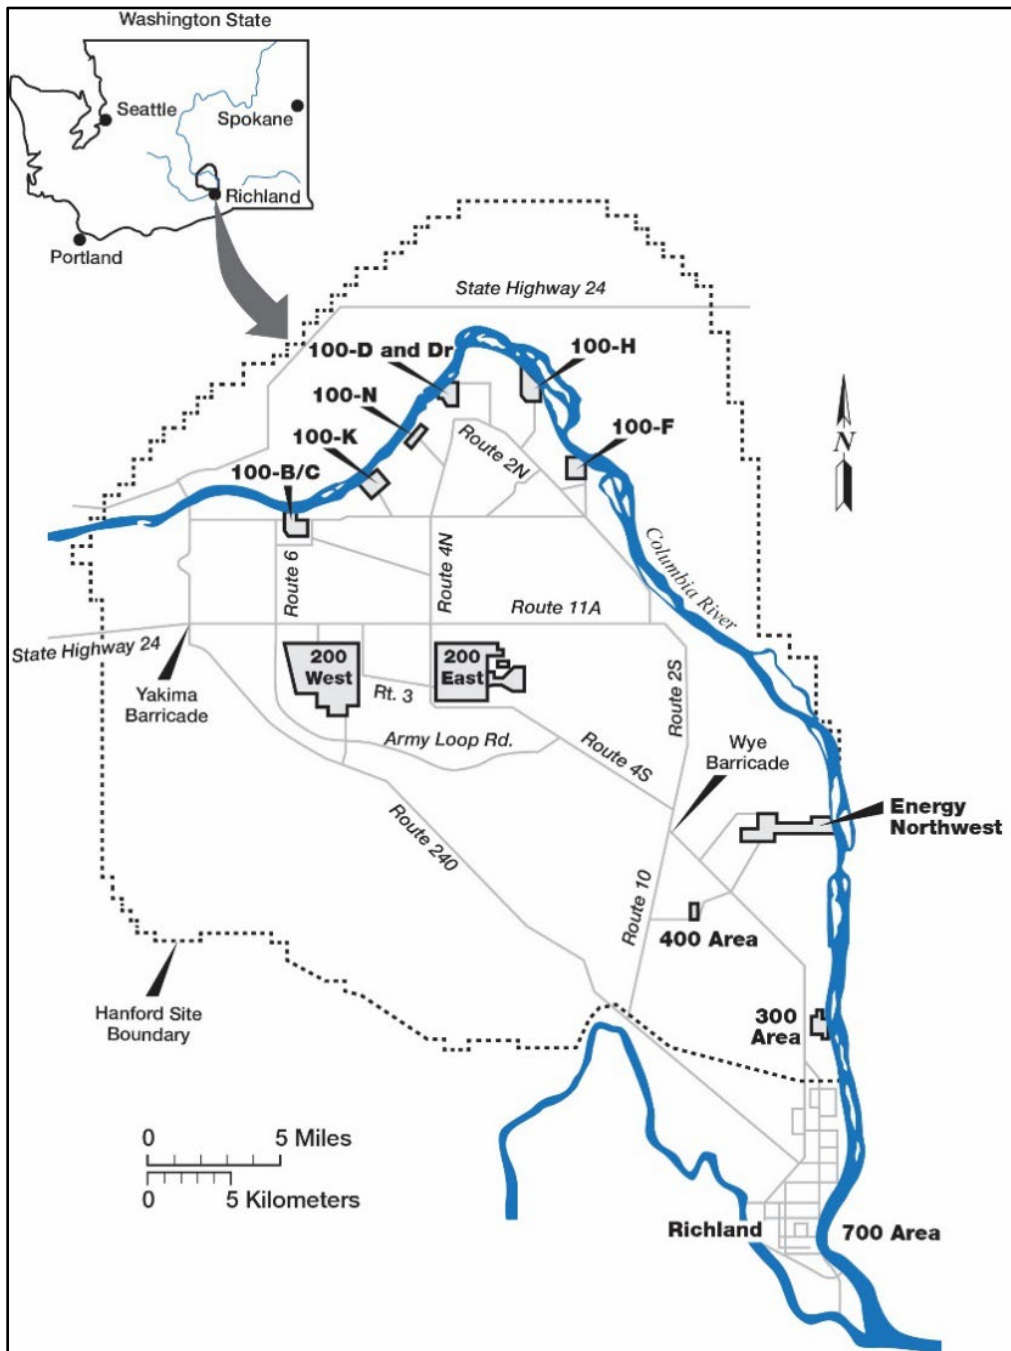 Washington State
Seattle
Spokane
Richland
Portland
State Highway 24
100-D and Dr
100-H
100-N
100-F
100-K
Route 2N
100-B/C
N
Columbia River
Route 6
Route 4N
Route 11A
State Highway 24
200
West
200
East
Rt. 3
Route 2S
Yakima
Barricade
Army Loop Rd.
Route 4S
Wye
Barricade
Energy
Northwest
Route 240
Route 10
400 Area
Hanford Site
Boundary
300
Area
0
5 Miles
0
5 Kilometers
Richland
700 Area